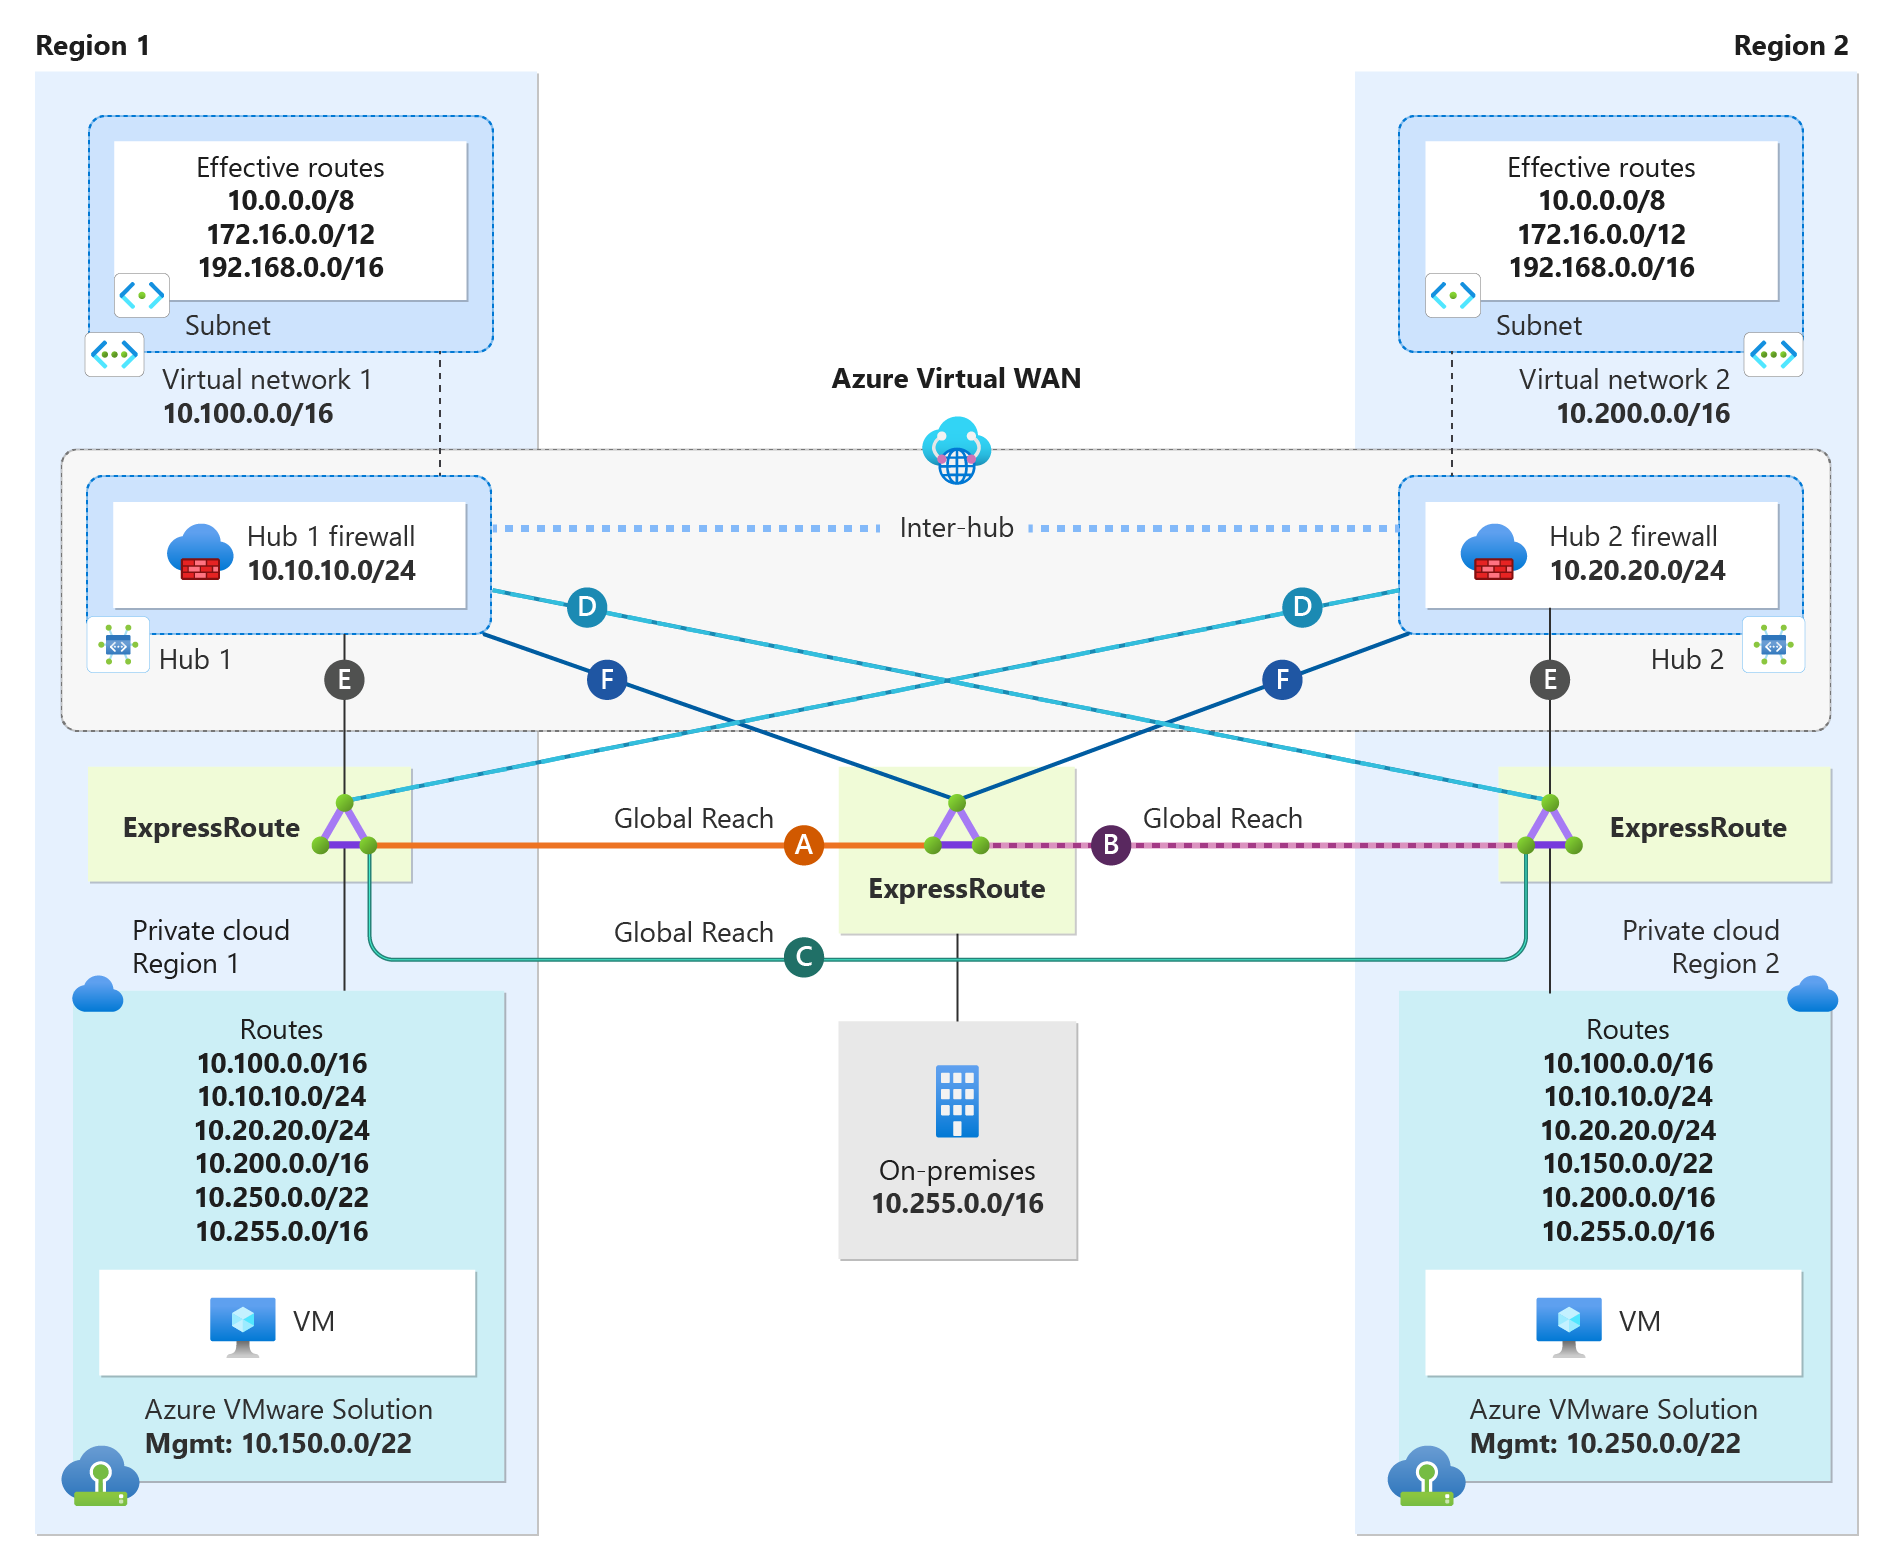 Region 1
Region 2
Effective routes
10.0.0.0/8
172.16.0.0/12
192.168.0.0/16
Subnet
Virtual network 1
10.100.0.0/16
Effective routes
10.0.0.0/8
172.16.0.0/12
192.168.0.0/16
Subnet
Virtual network 2
10.200.0.0/16
Azure Virtual WAN
Hub 1 firewall
10.10.10.0/24
Hub 1
Inter-hub
Hub 2 firewall
10.20.20.0/24
Hub 2
D
D
E
F
F
E
ExpressRoute
Global Reach
A
ExpressRoute
Global Reach
B
ExpressRoute
Global Reach
C
Private cloud
Region 1
Private cloud
Region 2
Routes
10.100.0.0/16
10.10.10.0/24
10.20.20.0/24
10.200.0.0/16
10.250.0.0/22
10.255.0.0/16
VM
Azure VMware Solution
Mgmt: 10.150.0.0/22
On-premises
10.255.0.0/16
Routes
10.100.0.0/16
10.10.10.0/24
10.20.20.0/24
10.150.0.0/22
10.200.0.0/16
10.255.0.0/16
VM
Azure VMware Solution
Mgmt: 10.250.0.0/22